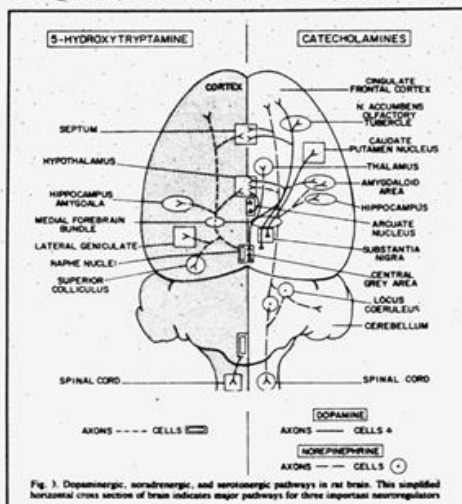 5-HYDROXYTRYPTAMINE
CATECHOLAMINES
CORTEX
CINGULATE
FRONTAL CORTEX
N. ACCUMBENS
OLFACTORY
TUBERCLE
SEPTUM
CAUDATE
PUTAMEN NUCLEUS
HYPOTHALAMUS
THALAMUS
HIPPOCAMPUS
AMYGDALA
AMYGDALOID
AREA
HIPPOCAMPUS
MEDIAL FOREBRAIN
BUNDLE
ARCUATE
NUCLEUS
LATERAL GENICULATE
SUBSTANTIA
NIGRA
RAPHE NUCLEI
SUPERIOR
COLLICULUS
CENTRAL
GREY AREA
LOCUS
COERULEUS
CEREBELLUM
SPINAL CORD
SPINAL CORD
DOPAMINE
AXONS CELLS
AXONS CELLS
NOREPINEPHRINE
AXONS CELLS
Fig. 3. Dopaminergic, noradrenergic, and serotonergic pathways in rat brain. This simplified
horizontal cross section of brain indicates major pathways for three important neuroregulators